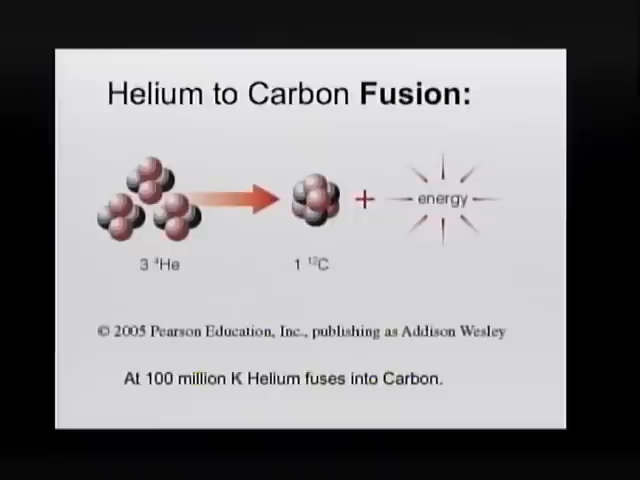 Helium to Carbon Fusion:
+ energy
3 ⁴He
1 ¹²C
© 2005 Pearson Education, Inc., publishing as Addison Wesley
At 100 million K Helium fuses into Carbon.